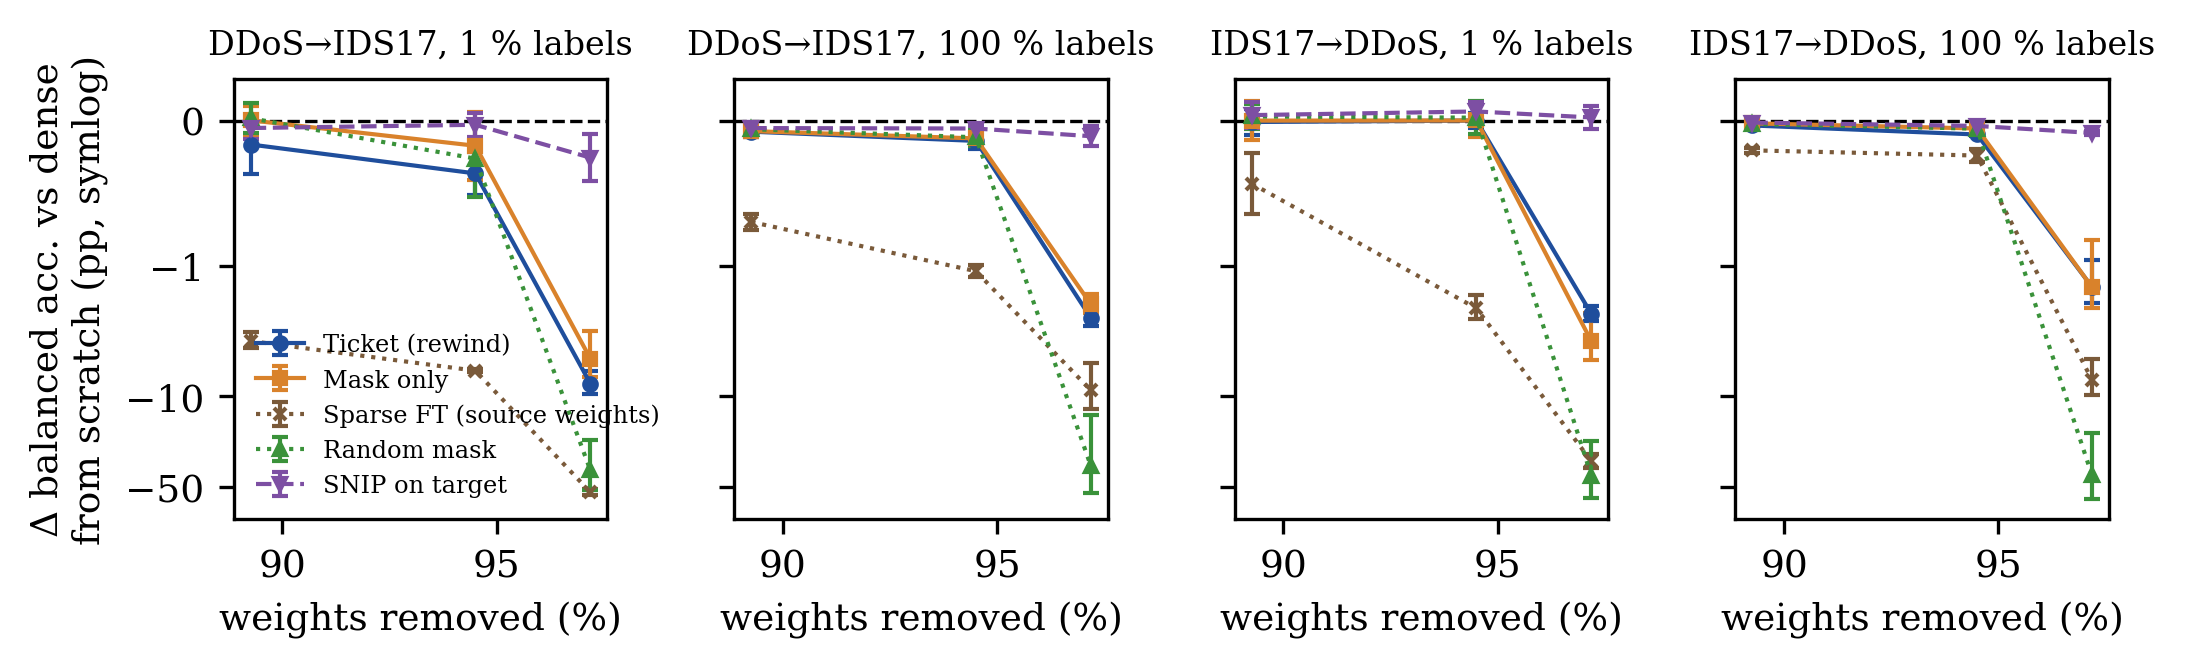 DDoS→IDS17, 1 % labels
DDoS→IDS17, 100 % labels
IDS17→DDoS, 1 % labels
IDS17→DDoS, 100 % labels
Δ balanced acc. vs dense
from scratch (pp, symlog)
0
−1
−10
−50
Ticket (rewind)
Mask only
Sparse FT (source weights)
Random mask
SNIP on target
90 95
90 95
90 95
90 95
weights removed (%)
weights removed (%)
weights removed (%)
weights removed (%)